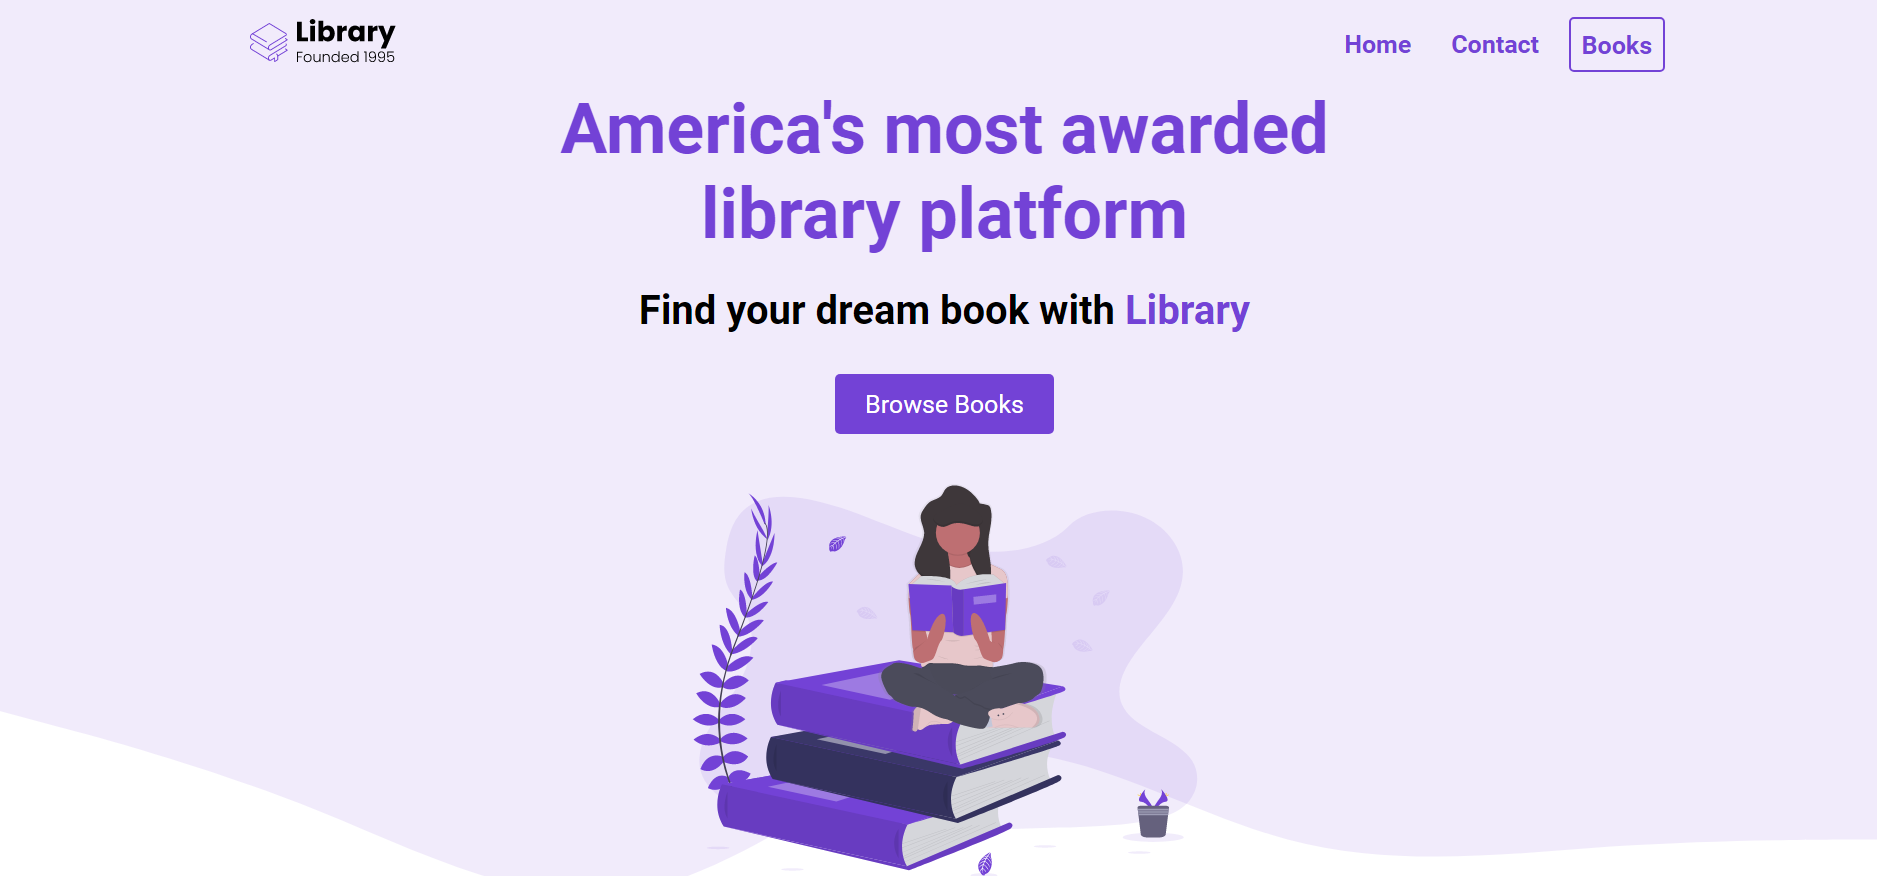 Library
Founded 1995
Home
Contact
Books
America's most awarded
library platform
Find your dream book with Library
Browse Books